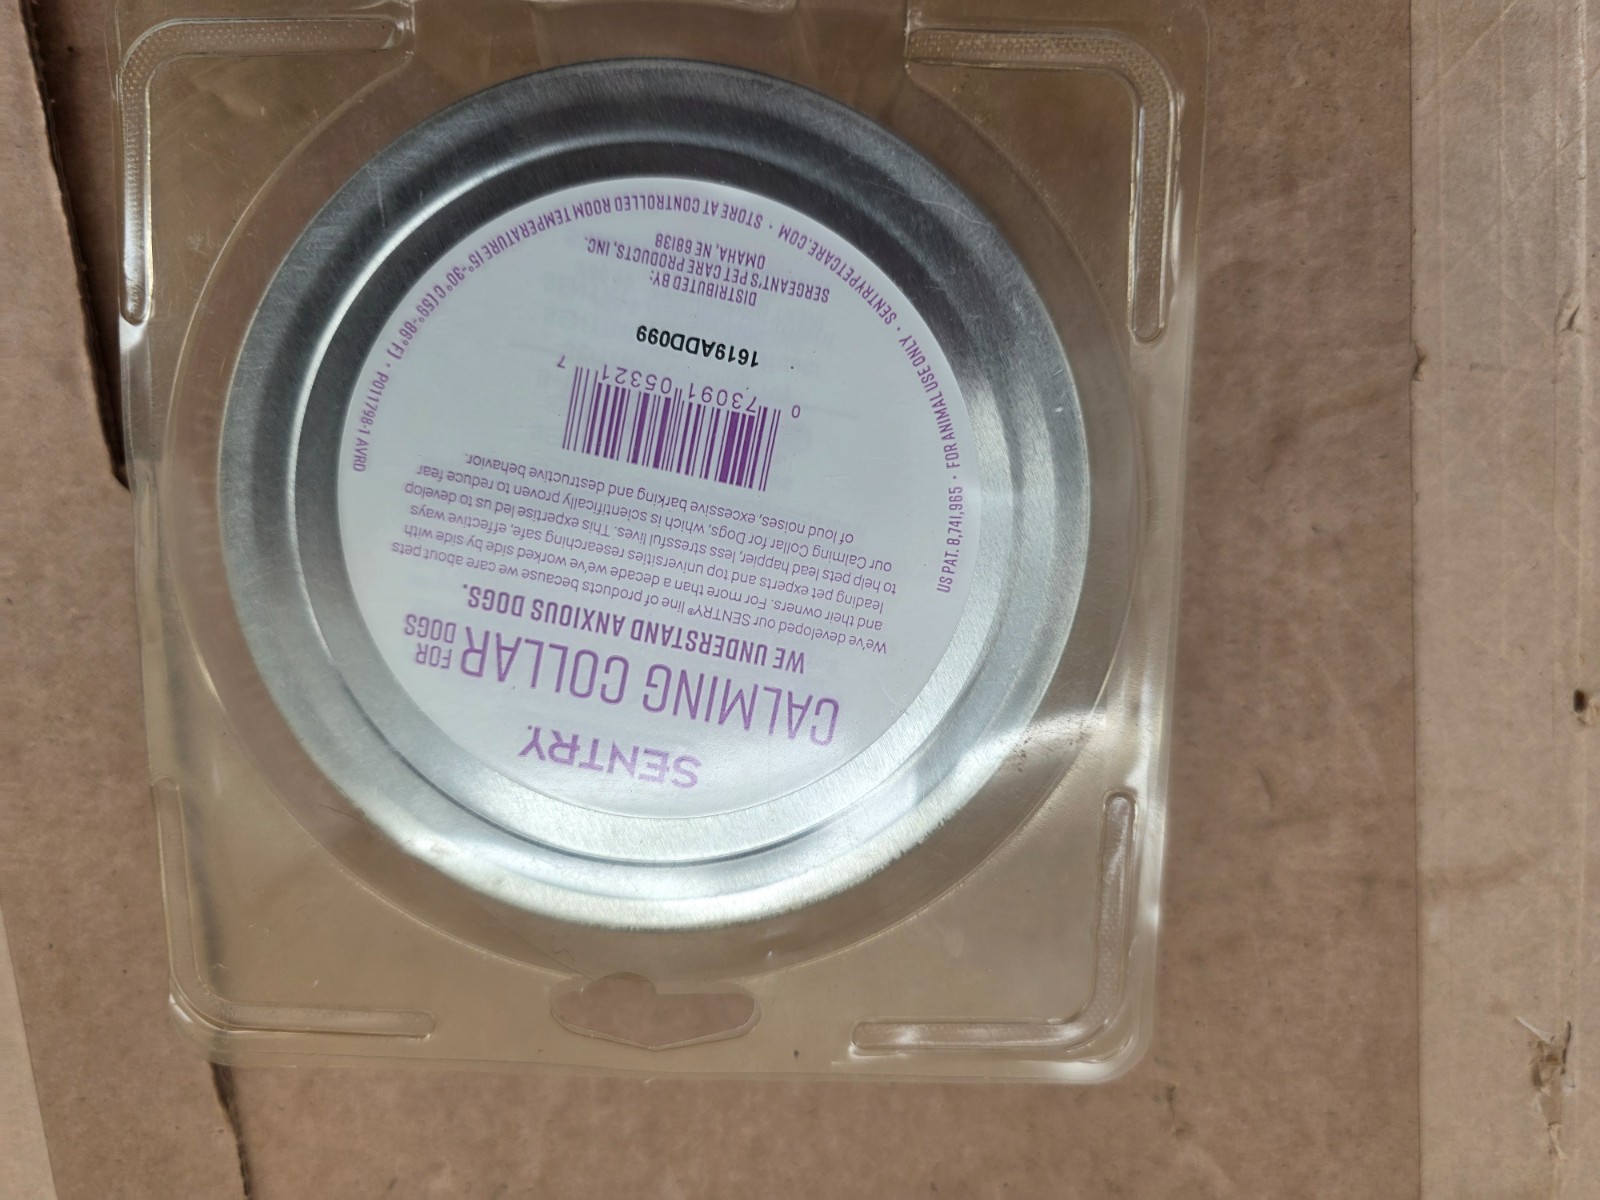 SENTRY.
CALMING COLLAR FOR DOGS
WE UNDERSTAND ANXIOUS DOGS.
We've developed our SENTRY® line of products because we care about pets
and their owners. For more than a decade we've worked side by side with
leading pet experts and top universities researching safe, effective ways
to help pets lead happier, less stressful lives. This expertise led us to develop
our Calming Collar for Dogs, which is scientifically proven to reduce fear
of loud noises, excessive barking and destructive behavior.
0 73091 05321 7
1619ADD099
DISTRIBUTED BY:
SERGEANT'S PET CARE PRODUCTS, INC.
OMAHA, NE 68138
US PAT. 8,741,965 • FOR ANIMAL USE ONLY • SENTRYPETCARE.COM • STORE AT CONTROLLED ROOM TEMPERATURE 15°-30°C (59°-86°F) • P011798-1 AVRD